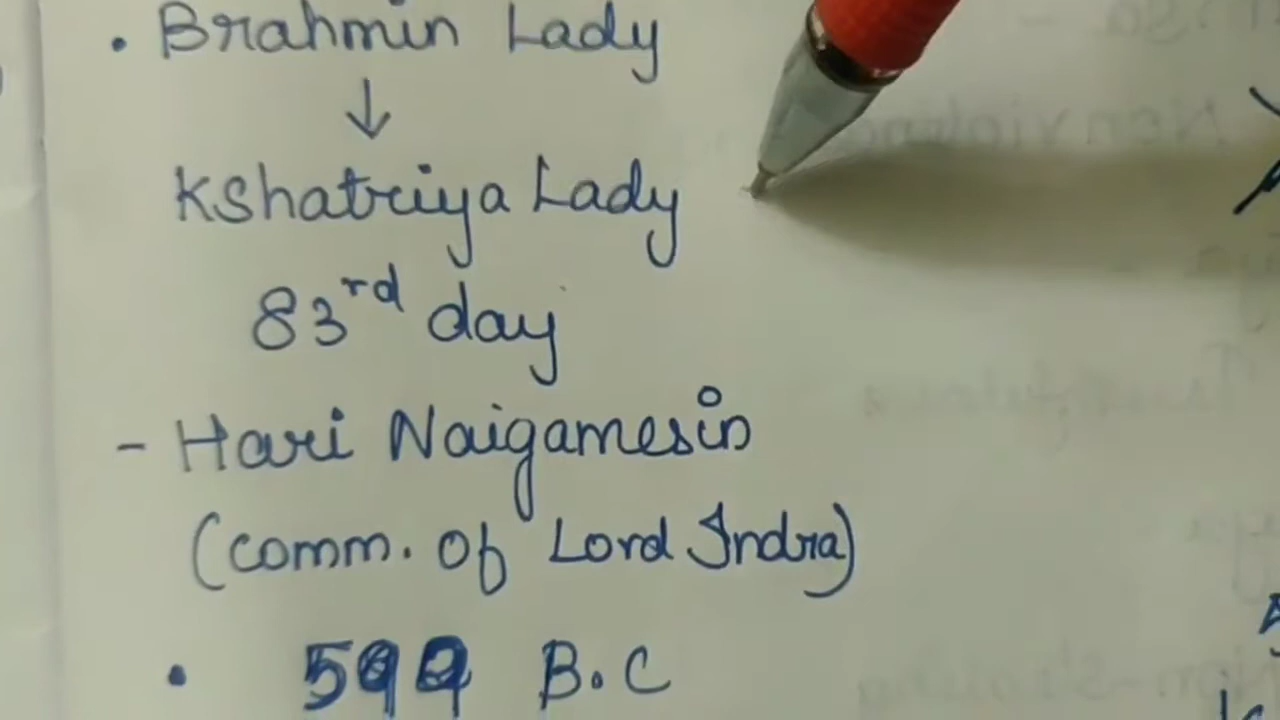 . Brahmin Lady
↓
Kshatriya Lady
83rd day
- Hari Naigamesin
(comm. of Lord Indra)
. 599 B.C